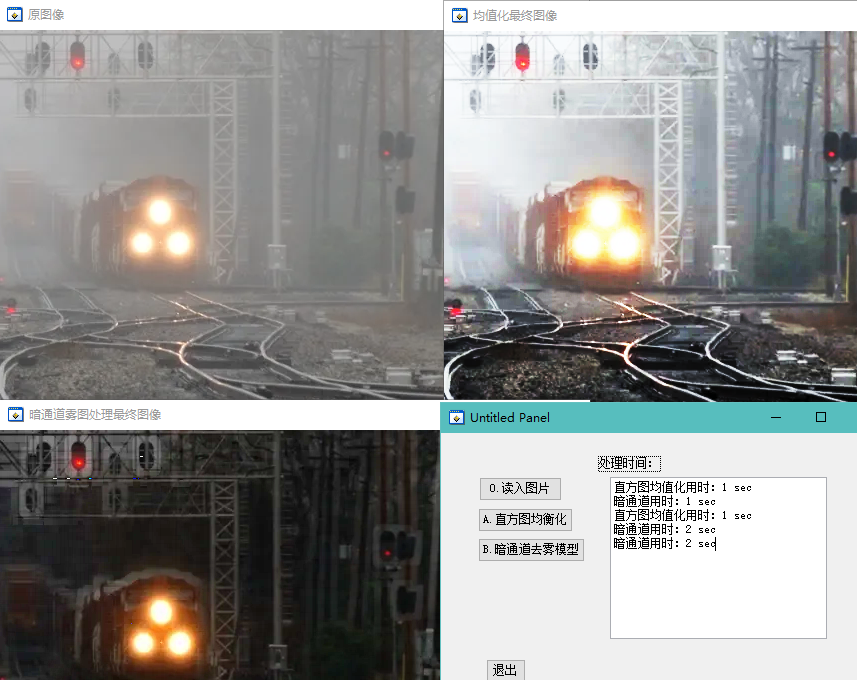 原图像
均值化最终图像
暗通道雾图处理最终图像
Untitled Panel
处理时间:
0.读入图片
A.直方图均衡化
B.暗通道去雾模型
直方图均值化用时: 1 sec
暗通道用时: 1 sec
直方图均值化用时: 1 sec
暗通道用时: 2 sec
暗通道用时: 2 sec
退出